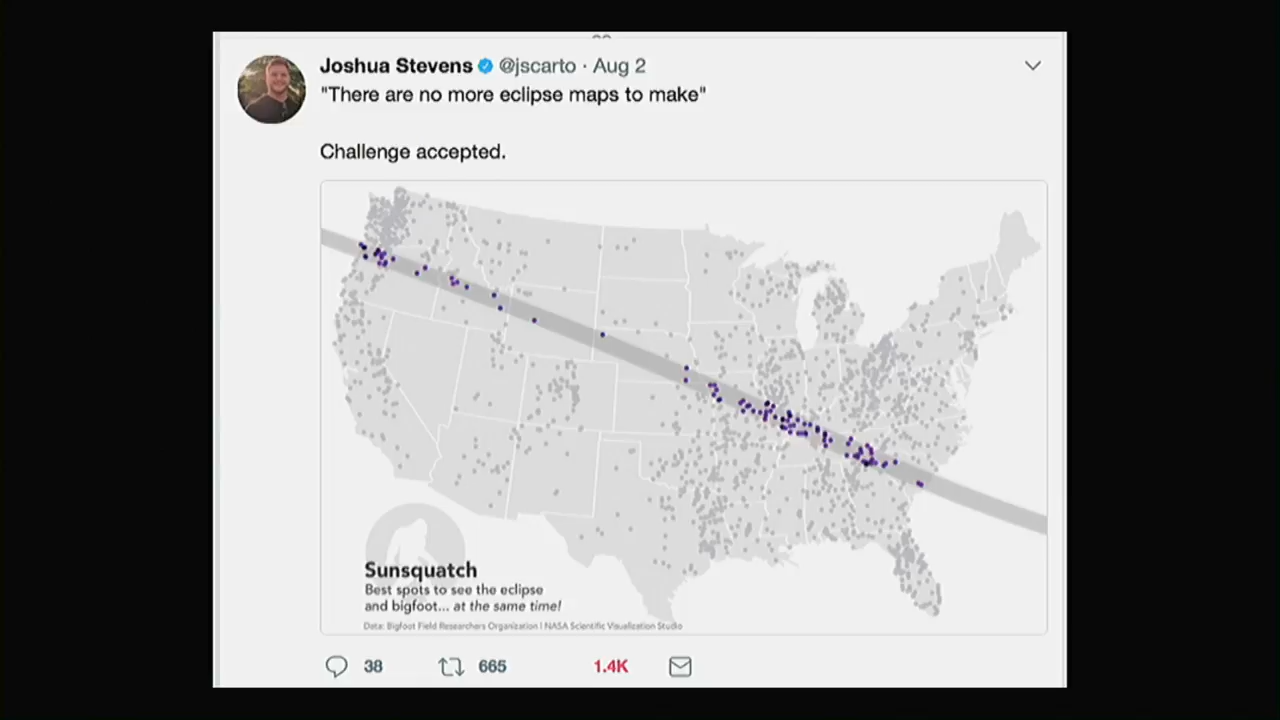 Joshua Stevens @jscarto · Aug 2
"There are no more eclipse maps to make"
Challenge accepted.
Sunsquatch
Best spots to see the eclipse
and bigfoot... at the same time!
Data: Bigfoot Field Researchers Organization | NASA Scientific Visualization Studio
38 665 1.4K